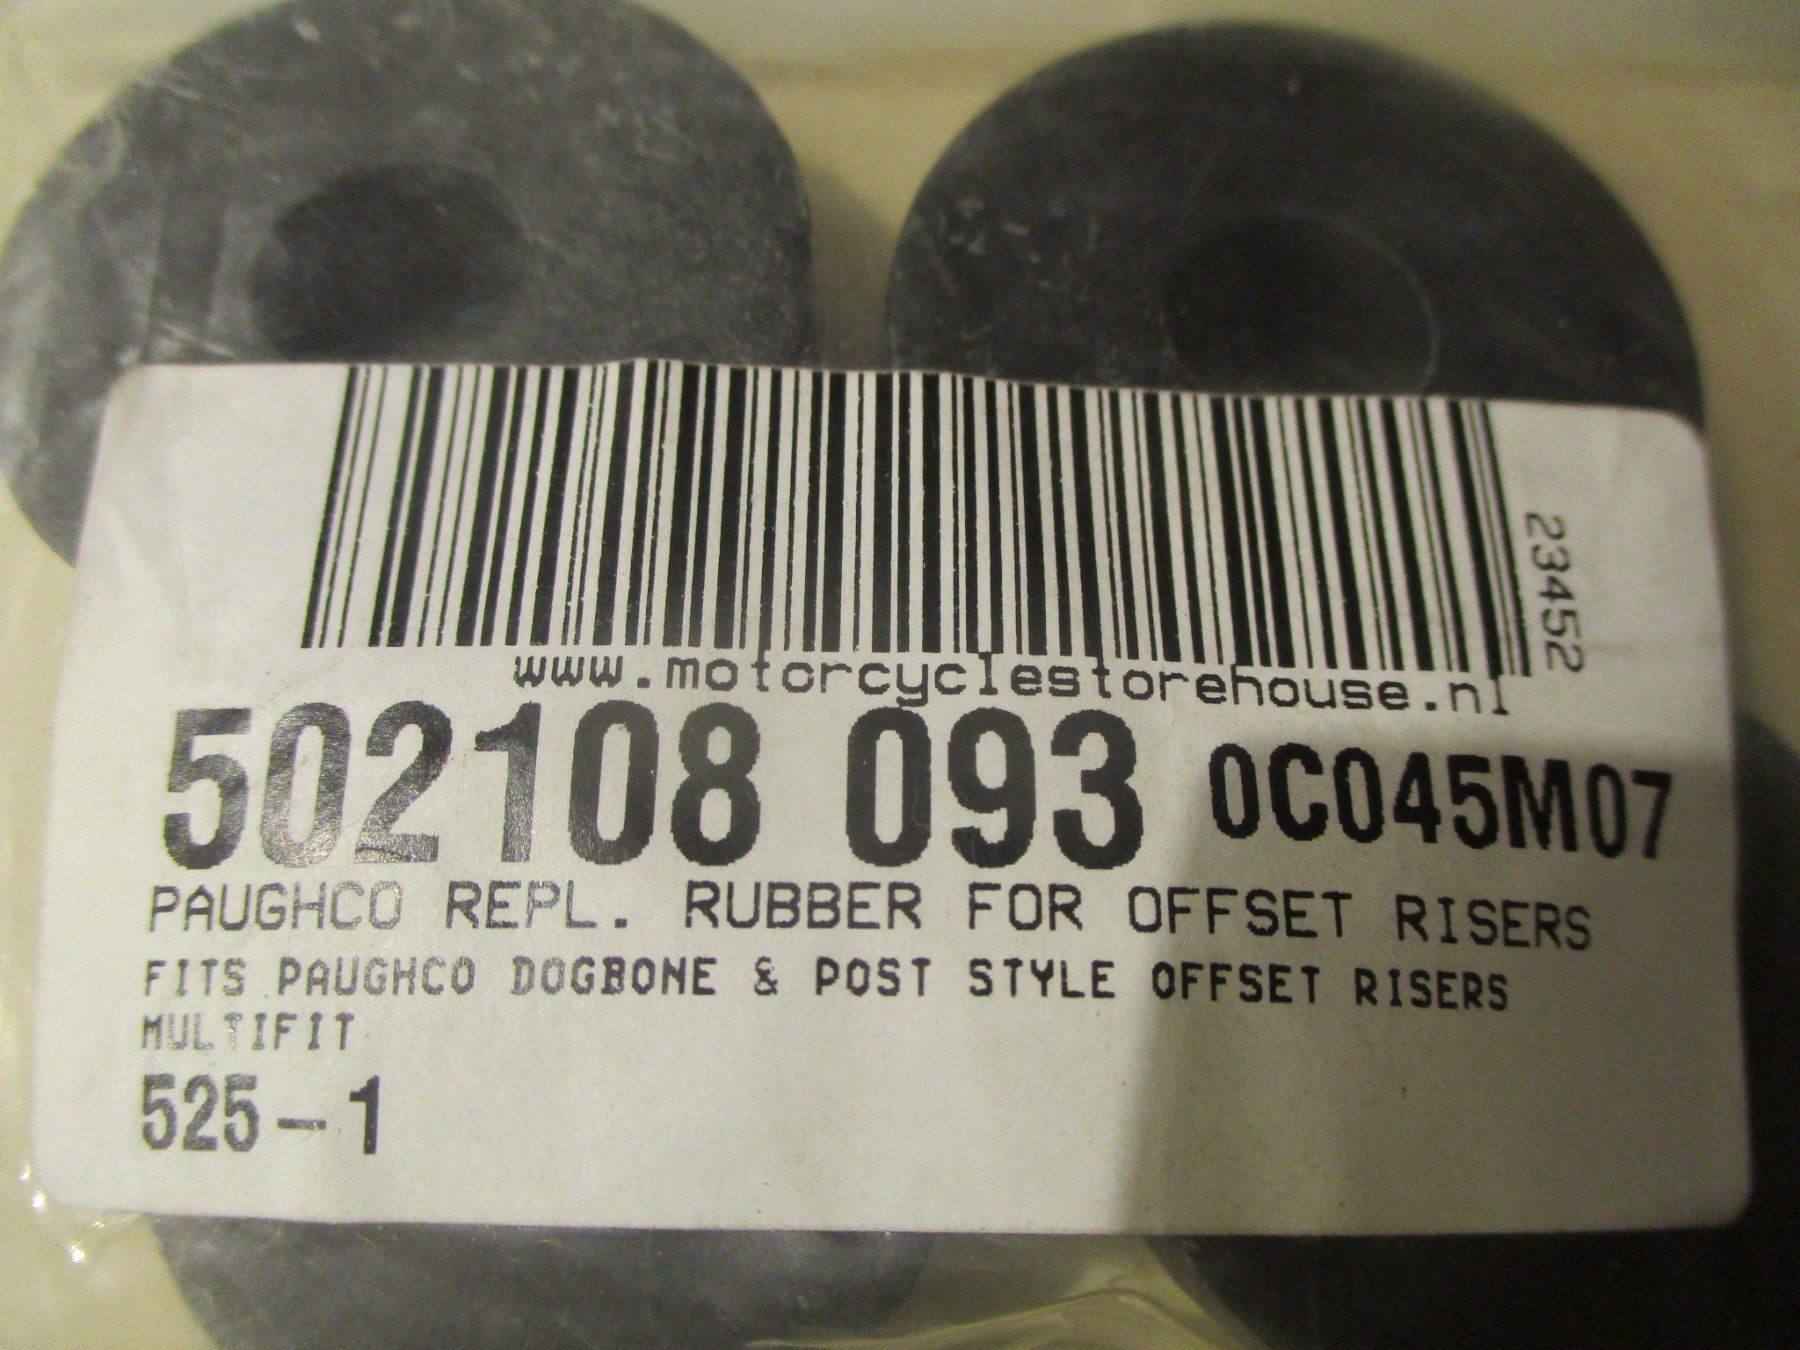 23452
www.motorcyclestorehouse.nl
502108 093 0C045M07
PAUGHCO REPL. RUBBER FOR OFFSET RISERS
FITS PAUGHCO DOGBONE & POST STYLE OFFSET RISERS
MULTIFIT
525-1